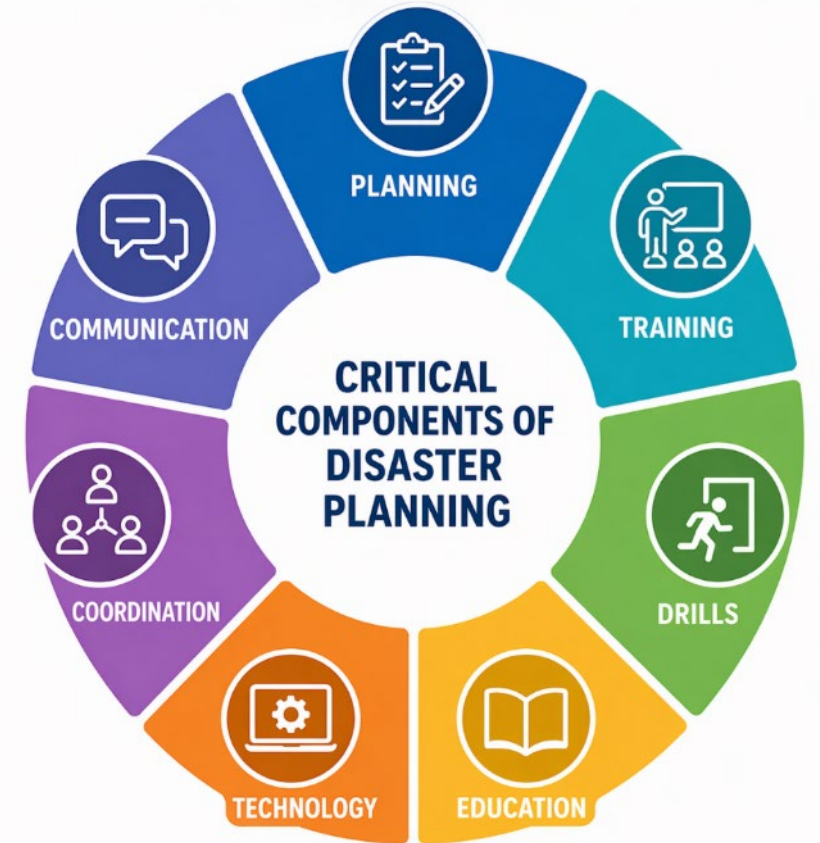 PLANNING
TRAINING
DRILLS
EDUCATION
TECHNOLOGY
COORDINATION
COMMUNICATION
CRITICAL
COMPONENTS OF
DISASTER
PLANNING